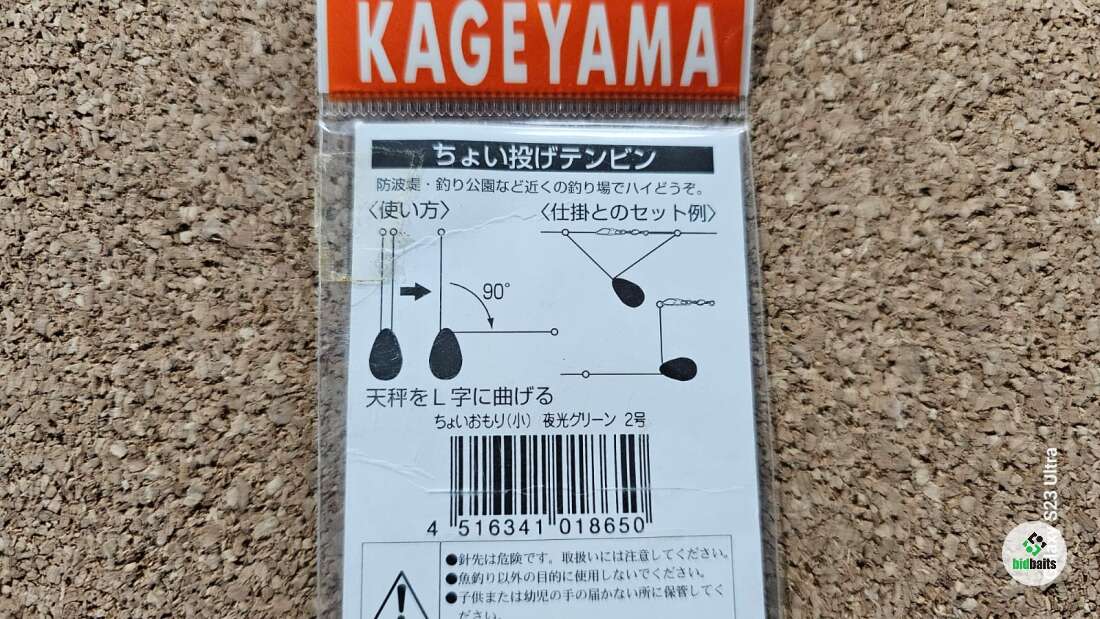 KAGEYAMA
ちょい投げテンビン
防波堤・釣り公園など近くの釣り場でハイどうぞ。
〈使い方〉
〈仕掛とのセット例〉
90°
天秤をL字に曲げる
ちょいおもり(小) 夜光グリーン 2号
4 516341 018650
●針先は危険です。取扱いには注意してください。
●魚釣り以外の目的に使用しないでください。
●子供または幼児の手の届かない所に保管してく
ださい。
S23 Ultra
bidbaits